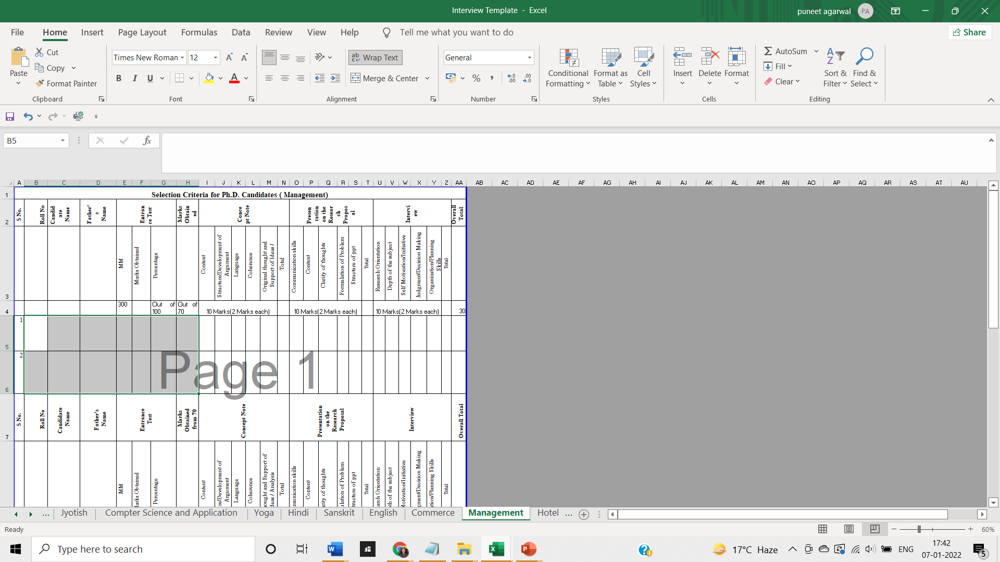 Interview Template - Excel
puneet agarwal
PA
File Home Insert Page Layout Formulas Data Review View Help Tell me what you want to do
Share
Paste
Cut
Copy
Format Painter
Clipboard
Times New Roman 12
B I U
Font
Wrap Text
Merge & Center
Alignment
General
Number
Conditional Formatting
Format as Table
Cell Styles
Styles
Insert
Delete
Format
Cells
AutoSum
Fill
Clear
Sort & Filter
Find & Select
Editing
B5
fx
A B C D E F G H I J K L M N O P Q R S T U V W X Y Z AA AB AC AD AE AF AG AH AI AJ AK AL AM AN AO AP AQ AR AS AT AU
1
Selection Criteria for Ph.D. Candidates ( Management)
2
S No.
Roll No
Candid
ate
Name
Father'
s
Name
Entran
ce Test
Marks
Obtain
ed
Conce
pt Note
Presen
tation
on the
Resear
ch
Propos
al
Intervi
ew
Overall
Total
3
MM
Marks Obtained
Percentage
Content
Structure/Development of
Argument
Language
Coherence
Original thought and
Support of Ideas /
Total
Communication skills
Content
Clarity of thoughts
Formulation of Problem
Structure of ppt
Total
Research Orientation
Depth of the subject
Self Motivation/Initiative
Judgment/Decision Making
Organization/Planning
Skills
Total
4
300
Out of
100
Out of
70
10 Marks(2 Marks each)
10 Marks(2 Marks each)
10 Marks(2 Marks each)
30
1
5
2
6
Page 1
7
S No.
Roll No
Candidate
Name
Father's
Name
Entrance
Test
Marks
Obtained
from 70
Concept Note
Presentation
on the
Research
Proposal
Interview
Overall Total
MM
Marks Obtained
Percentage
Content
re/Development of
Argument
Language
Coherence
ought and Support of
deas / Analysis
Total
munication skills
Content
rity of thoughts
lation of Problem
tructure of ppt
Total
arch Orientation
th of the subject
Motivation/Initiative
gment/Decision Making
ation/Planning Skills
Total
... Jyotish Compter Science and Application Yoga Hindi Sanskrit English Commerce Management Hotel ...
Ready
60%
Type here to search
17°C Haze
ENG
17:42
07-01-2022
5